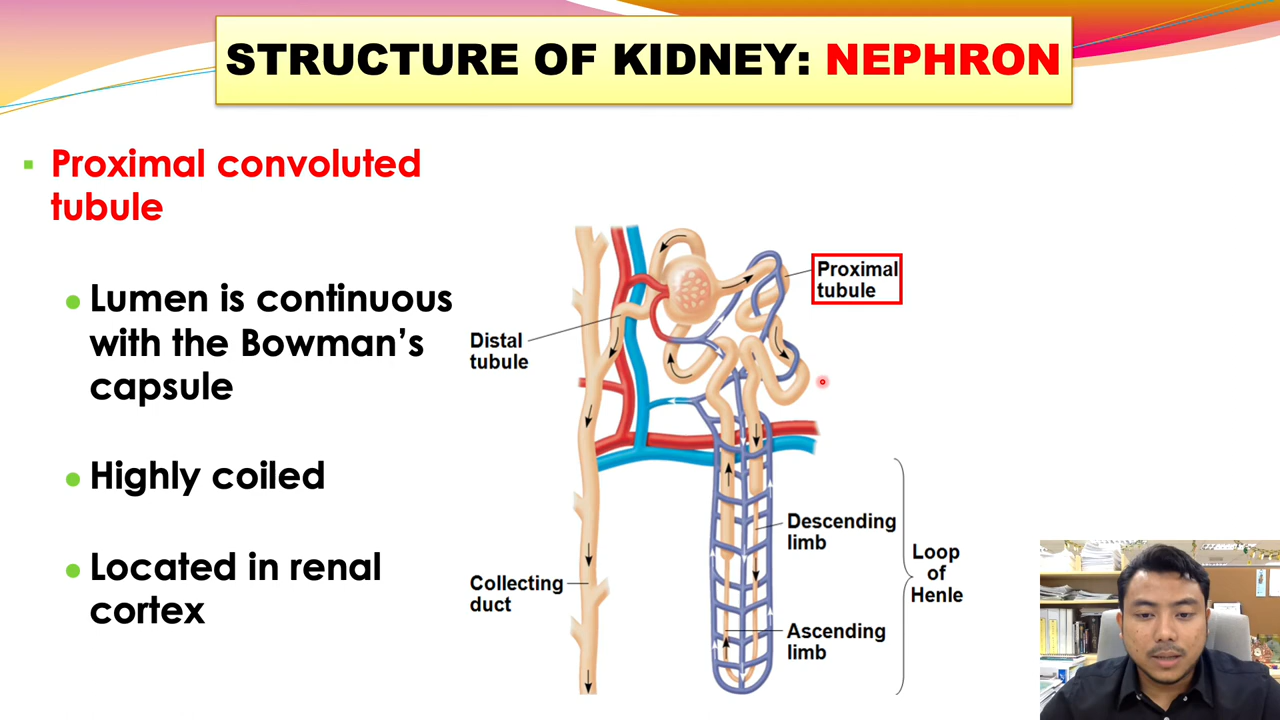 STRUCTURE OF KIDNEY: NEPHRON
Proximal convoluted
tubule
Lumen is continuous
with the Bowman’s
capsule
Highly coiled
Located in renal
cortex
Proximal
tubule
Distal
tubule
Descending
limb
Loop
of
Henle
Collecting
duct
Ascending
limb